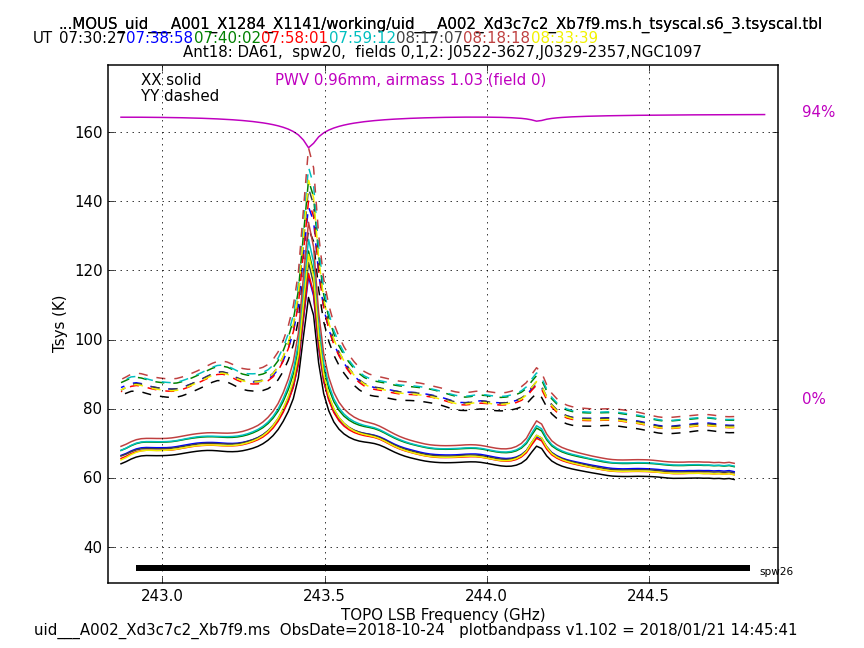 ...MOUS_uid___A001_X1284_X1141/working/uid___A002_Xd3c7c2_Xb7f9.ms.h_tsyscal.s6_3.tsyscal.tbl
UT 07:30:27 07:38:58 07:40:02 07:58:01 07:59:12 08:17:07 08:18:18 08:33:39
Ant18: DA61, spw20, fields 0,1,2: J0522-3627,J0329-2357,NGC1097
XX solid
PWV 0.96mm, airmass 1.03 (field 0)
YY dashed
94%
160
140
120
100
80
60
40
0%
Tsys (K)
spw26
243.0 243.5 244.0 244.5
TOPO LSB Frequency (GHz)
uid___A002_Xd3c7c2_Xb7f9.ms ObsDate=2018-10-24 plotbandpass v1.102 = 2018/01/21 14:45:41